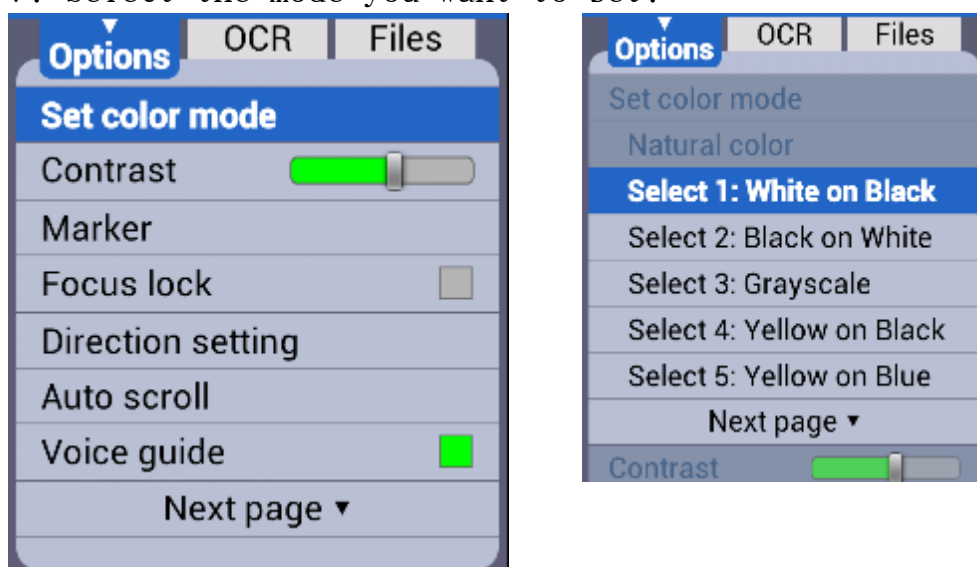 Options OCR Files
Set color mode
Contrast
Marker
Focus lock
Direction setting
Auto scroll
Voice guide
Next page ▼
Options OCR Files
Set color mode
Natural color
Select 1: White on Black
Select 2: Black on White
Select 3: Grayscale
Select 4: Yellow on Black
Select 5: Yellow on Blue
Next page ▼
Contrast